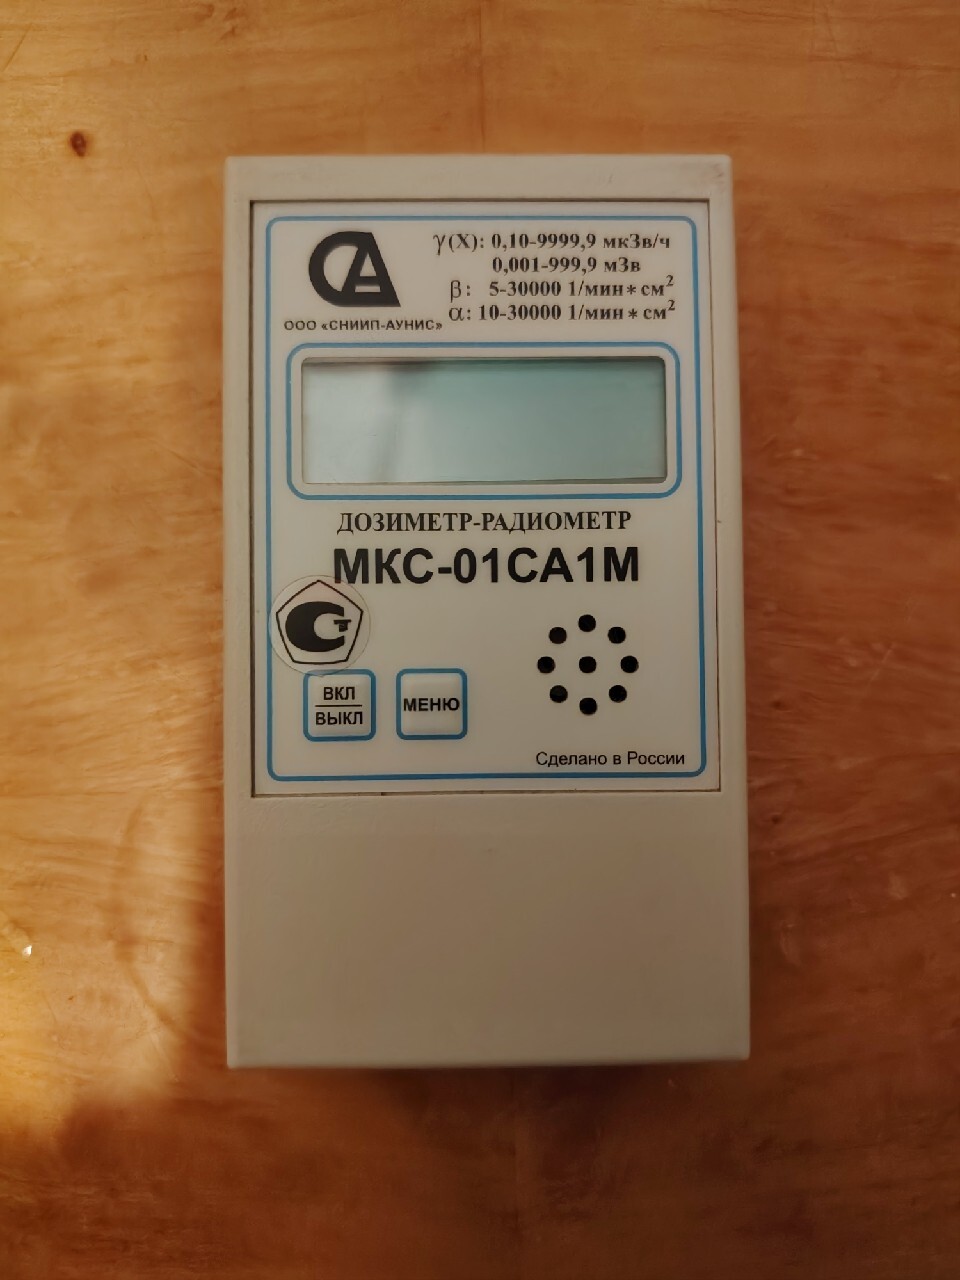 СА
γ(X): 0,10-9999,9 мкЗв/ч
0,001-999,9 мЗв
β: 5-30000 1/мин*см²
α: 10-30000 1/мин*см²
ООО «СНИИП-АУНИС»
ДОЗИМЕТР-РАДИОМЕТР
МКС-01СА1М
ВКЛ
ВЫКЛ
МЕНЮ
Сделано в России